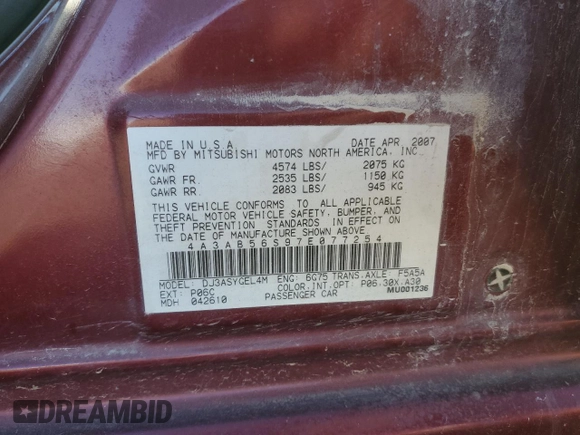 MADE IN U.S.A. DATE APR. 2007
MFD BY MITSUBISHI MOTORS NORTH AMERICA, INC.
GVWR 4574 LBS/ 2075 KG
GAWR FR. 2535 LBS/ 1150 KG
GAWR RR. 2083 LBS/ 945 KG
THIS VEHICLE CONFORMS TO ALL APPLICABLE
FEDERAL MOTOR VEHICLE SAFETY, BUMPER, AND
THEFT PREVENTION STANDARDS IN EFFECT ON
THE DATE OF MANUFACTURE SHOWN ABOVE.
4A3AB56S97E077254
MODEL: DJ3ASYGEL4M ENG: 6G75 TRANS.AXLE F5A5A
EXT: P06C COLOR.INT.OPT: P06.30X.A30
MDH 042610 PASSENGER CAR MU001236
DREAMBID